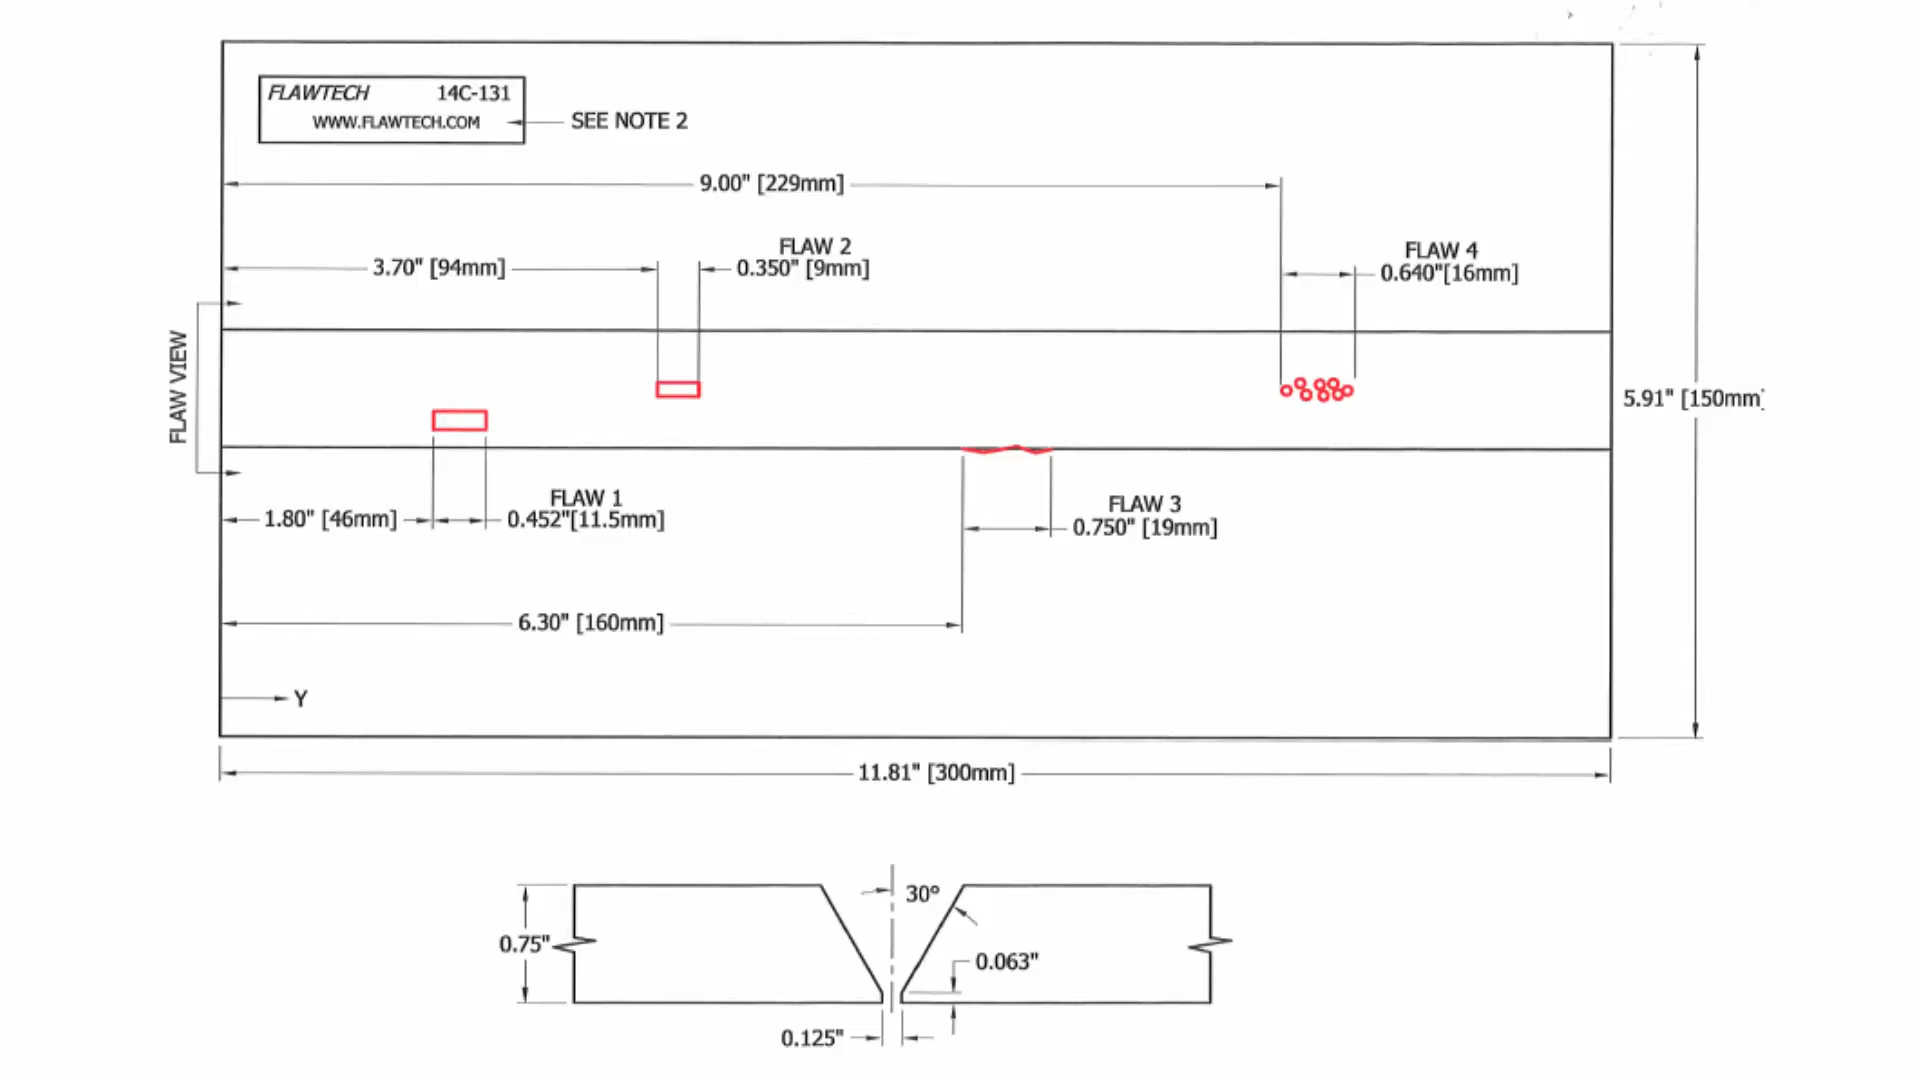 FLAWTECH 14C-131
WWW.FLAWTECH.COM
SEE NOTE 2
9.00" [229mm]
FLAW 2
3.70" [94mm]
0.350" [9mm]
FLAW 4
0.640"[16mm]
FLAW VIEW
5.91" [150mm]
FLAW 1
1.80" [46mm]
0.452"[11.5mm]
FLAW 3
0.750" [19mm]
6.30" [160mm]
Y
11.81" [300mm]
30°
0.75"
0.063"
0.125"